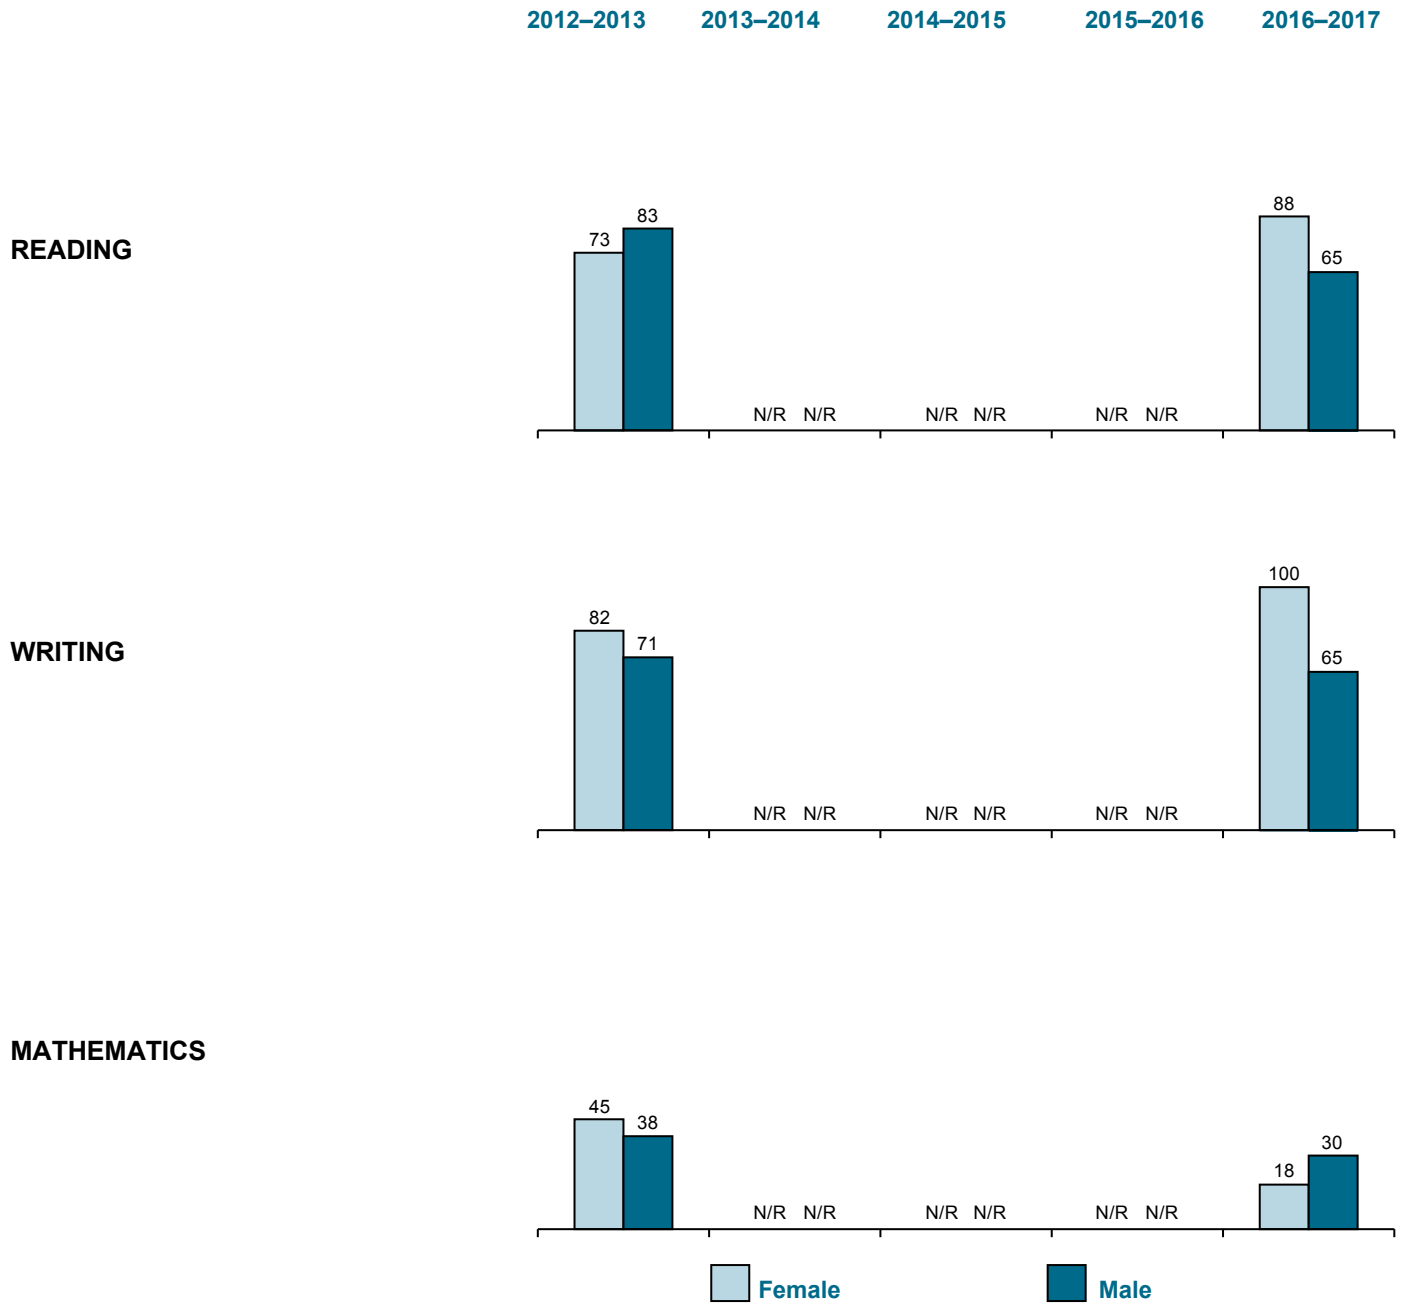 2012–2013 2013–2014 2014–2015 2015–2016 2016–2017
READING
73 83 88 65
N/R N/R N/R N/R N/R N/R
WRITING
82 71 100 65
N/R N/R N/R N/R N/R N/R
MATHEMATICS
45 38 18 30
N/R N/R N/R N/R N/R N/R
Female Male